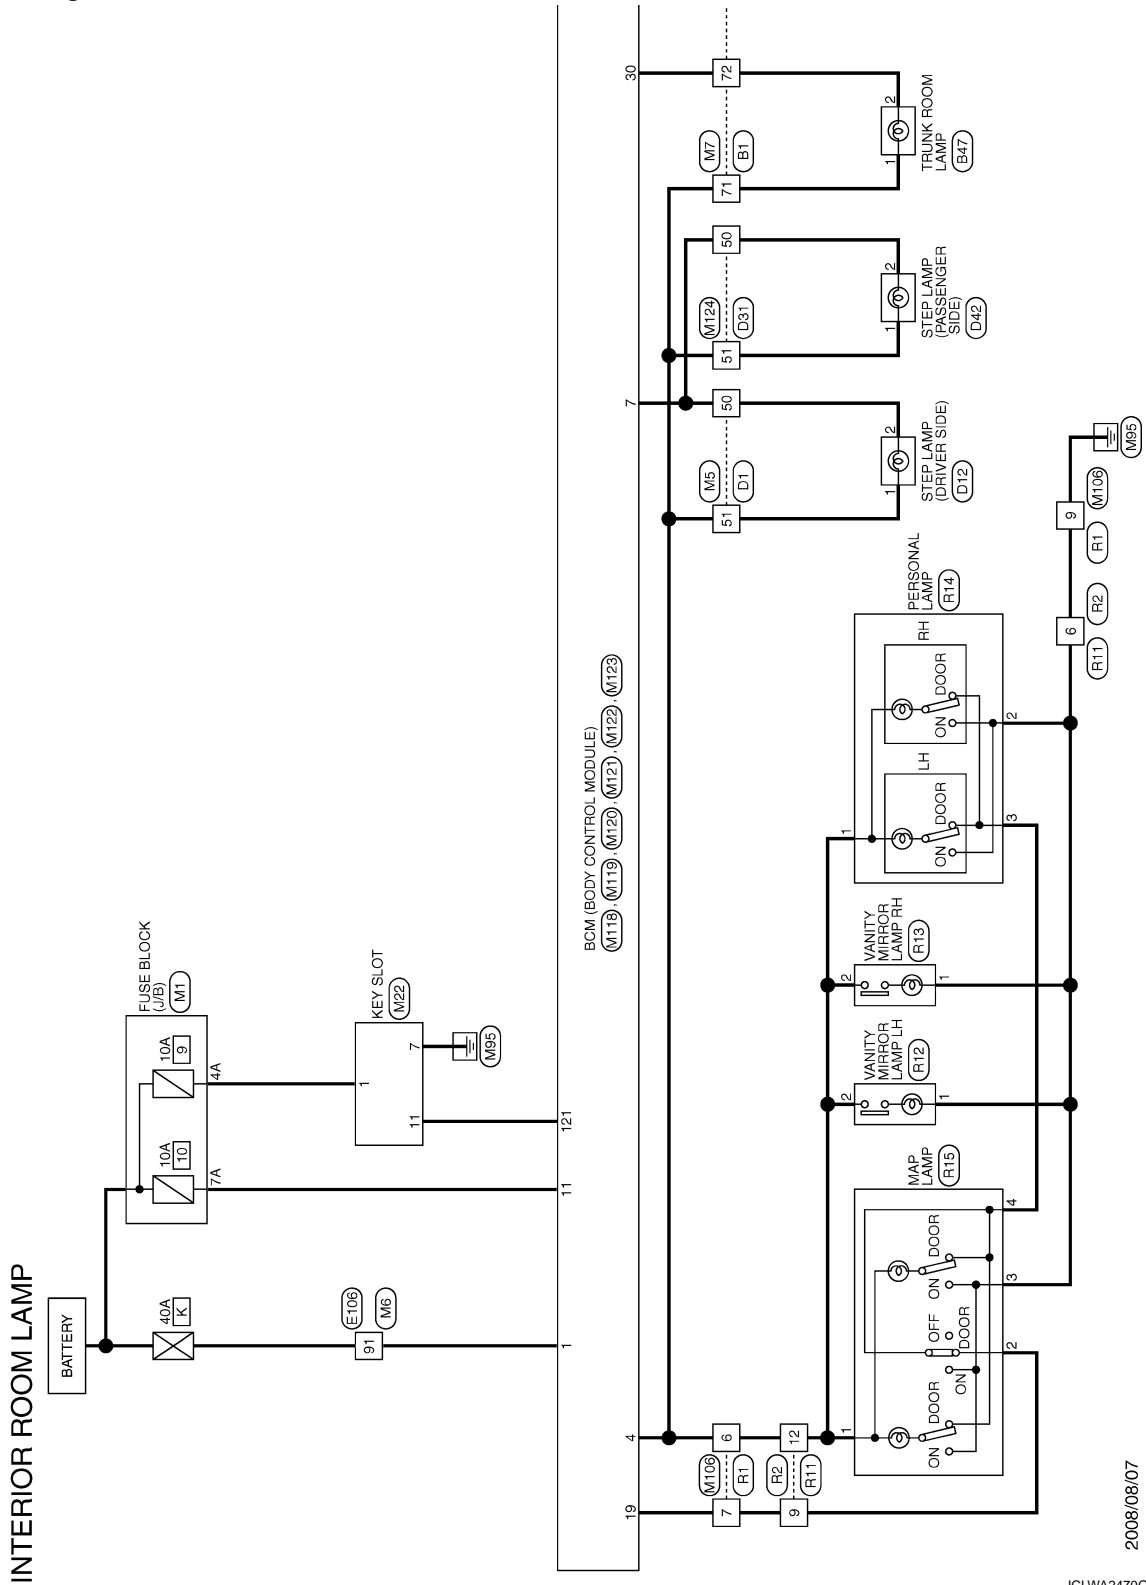 INTERIOR ROOM LAMP
BATTERY
40A
K
E106
91
M6
1
FUSE BLOCK
(J/B)
M1
10A
10
7A
11
10A
9
4A
KEY SLOT
M22
1
7
11
M95
121
BCM (BODY CONTROL MODULE)
M118 , M119 , M120 , M121 , M122 , M123
19
4
7
30
M106
7
6
R1
R2
9
12
R11
M5
51
50
D1
1
2
STEP LAMP
(DRIVER SIDE)
D12
M124
51
50
D31
1
2
STEP LAMP
(PASSENGER
SIDE)
D42
M7
71
72
B1
1
2
TRUNK ROOM
LAMP
B47
MAP
LAMP
R15
1
ON
DOOR
ON
DOOR
OFF
ON
DOOR
2
3
4
VANITY
MIRROR
LAMP LH
R12
2
1
VANITY
MIRROR
LAMP RH
R13
2
1
PERSONAL
LAMP
R14
1
LH
ON
DOOR
RH
ON
DOOR
3
2
6
R11
R2
9
R1
M106
M95
2008/08/07